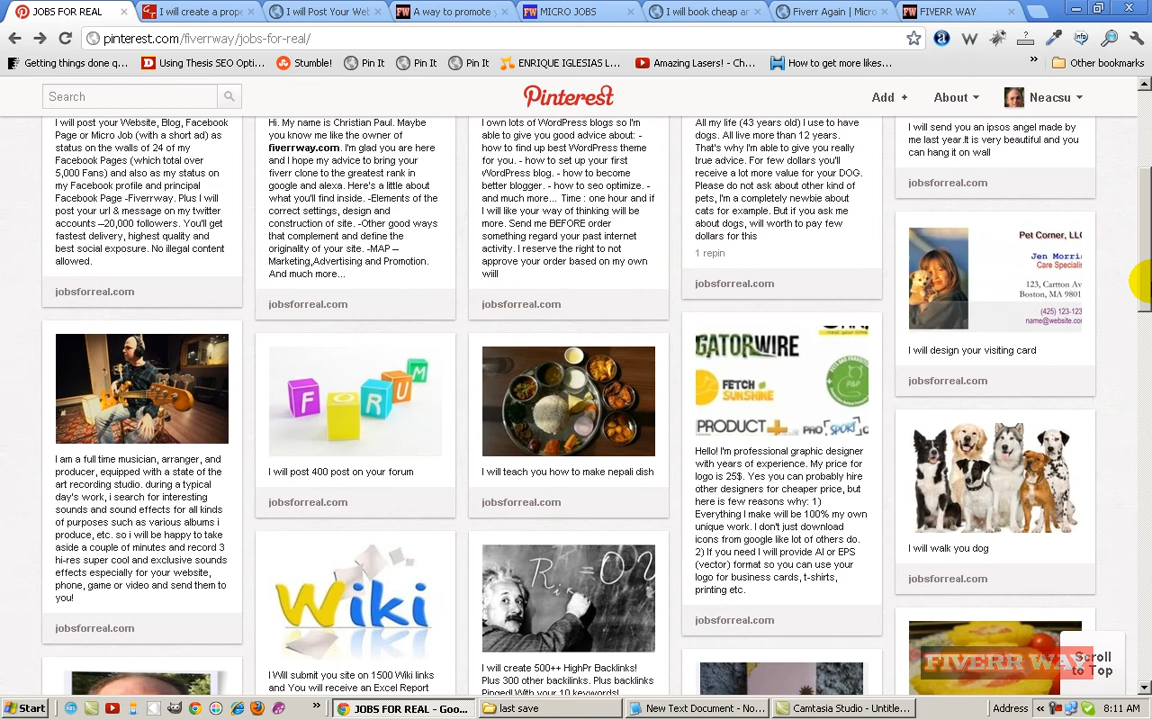 JOBS FOR REAL
I will create a prope
I will Post Your Web
A way to promote y
MICRO JOBS
I will book cheap ar
Fiverr Again | Micro
FIVERR WAY
pinterest.com/fiverrway/jobs-for-real/
Getting things done q...
Using Thesis SEO Opti...
Stumble!
Pin It
Pin It
Pin It
ENRIQUE IGLESIAS L...
Amazing Lasers! - Ch...
How to get more likes...
»
Other bookmarks
Search
Pinterest
Add +
About
Neacsu
I will post your Website, Blog, Facebook
Page or Micro Job (with a short ad) as
status on the walls of 24 of my
Facebook Pages (which total over
5,000 Fans) and also as my status on
my Facebook profile and principal
Facebook Page -Fiverrway. Plus I will
post your url & message on my twitter
accounts –20,000 followers. You'll get
fastest delivery, highest quality and
best social exposure. No illegal content
allowed.
jobsforreal.com
I am a full time musician, arranger, and
producer, equipped with a state of the
art recording studio. during a typical
day's work, i search for interesting
sounds and sound effects for all kinds
of purposes such as various albums i
produce, etc. so i will be happy to take
aside a couple of minutes and record 3
hi-res super cool and exclusive sounds
effects especially for your website,
phone, game or video and send them to
you!
jobsforreal.com
Hi. My name is Christian Paul. Maybe
you know me like the owner of
fiverrway.com. I'm glad you are here
and I hope my advice to bring your
fiverr clone to the greatest rank in
google and alexa. Here's a little about
what you'll find inside. -Elements of the
correct settings, design and
construction of site. -Other good ways
that complement and define the
originality of your site. -MAP –
Marketing,Advertising and Promotion.
And much more...
jobsforreal.com
FORUM
I will post 400 post on your forum
jobsforreal.com
Wiki
I Will submit you site on 1500 Wiki links
and You will receive an Excel Report
I own lots of WordPress blogs so I'm
able to give you good advice about: -
how to find up best WordPress theme
for you. - how to set up your first
WordPress blog. - how to become
better blogger. - how to seo optimize. -
and much more... Time : one hour and if
I will like your way of thinking will be
more. Send me BEFORE order
something regard your past internet
activity. I reserve the right to not
approve your order based on my own
wiill
jobsforreal.com
I will teach you how to make nepali dish
jobsforreal.com
I will create 500++ HighPr Backlinks!
Plus 300 other backilinks. Plus backlinks
Pinged! With your 10 keywords!
All my life (43 years old) I use to have
dogs. All live more than 12 years.
That's why I'm able to give you really
true advice. For few dollars you'll
receive a lot more value for your DOG.
Please do not ask about other kind of
pets, I'm a completely newbie about
cats for example. But if you ask me
about dogs, will worth to pay few
dollars for this
1 repin
jobsforreal.com
GATORWIRE
FETCH
SUNSHINE
P&P
PRODUCT+
PRO SPORT
Hello! I'm professional graphic designer
with years of experience. My price for
logo is 25$. Yes you can probably hire
other designers for cheaper price, but
here is few reasons why: 1)
Everything I make will be 100% my own
unique work. I don't just download
icons from google like lot of others do.
2) If you need I will provide AI or EPS
(vector) format so you can use your
logo for business cards, t-shirts,
printing etc.
jobsforreal.com
I will send you an ipsos angel made by
me last year.It is very beautiful and you
can hang it on wall
jobsforreal.com
Pet Corner, LLC
Jen Morri
Care Specialis
123, Cartton Av
Boston, MA 9801
(425) 123-123
name@website.co
I will design your visiting card
jobsforreal.com
I will walk you dog
jobsforreal.com
Scroll
to Top
FIVERR WAY
Start
»
JOBS FOR REAL - Goo...
last save
New Text Document - No...
Camtasia Studio - Untitle...
Address
«
8:11 AM